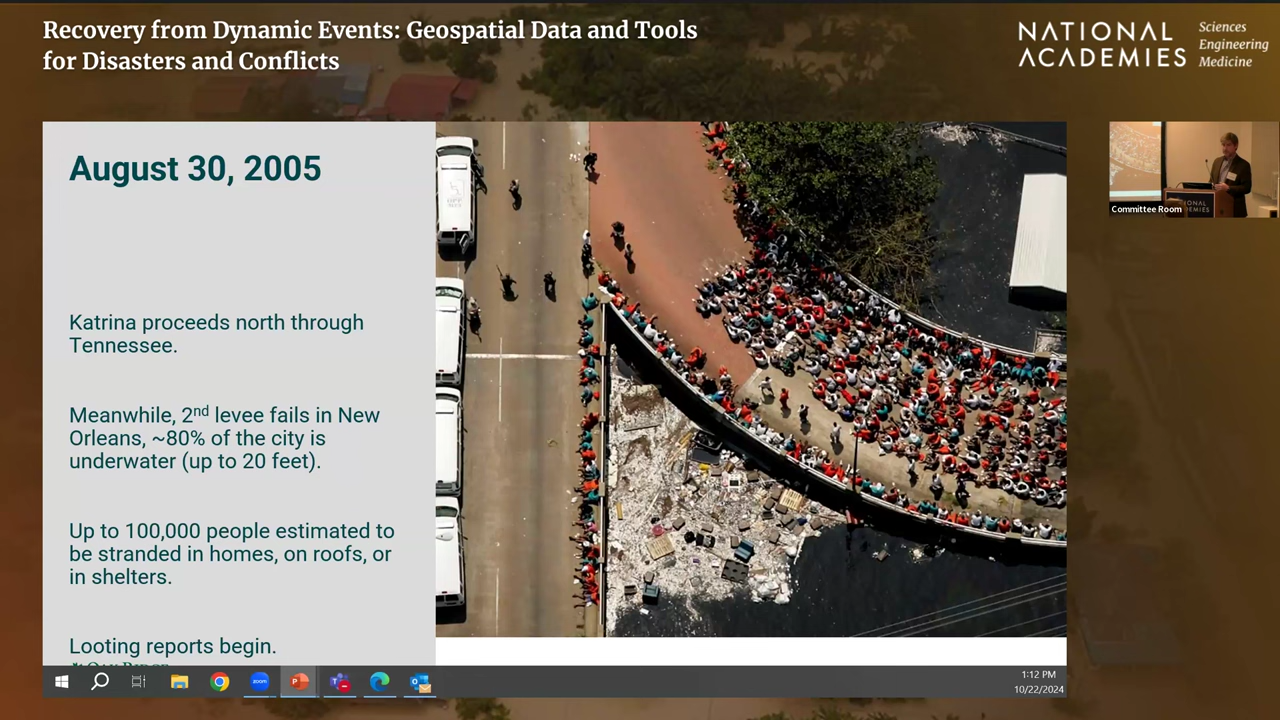 Recovery from Dynamic Events: Geospatial Data and Tools
for Disasters and Conflicts
NATIONAL
ACADEMIES
Sciences
Engineering
Medicine
August 30, 2005
Katrina proceeds north through
Tennessee.
Meanwhile, 2nd levee fails in New
Orleans, ~80% of the city is
underwater (up to 20 feet).
Up to 100,000 people estimated to
be stranded in homes, on roofs, or
in shelters.
Looting reports begin.
Committee Room
NATIONAL
ACADEMIES
zoom
1:12 PM
10/22/2024